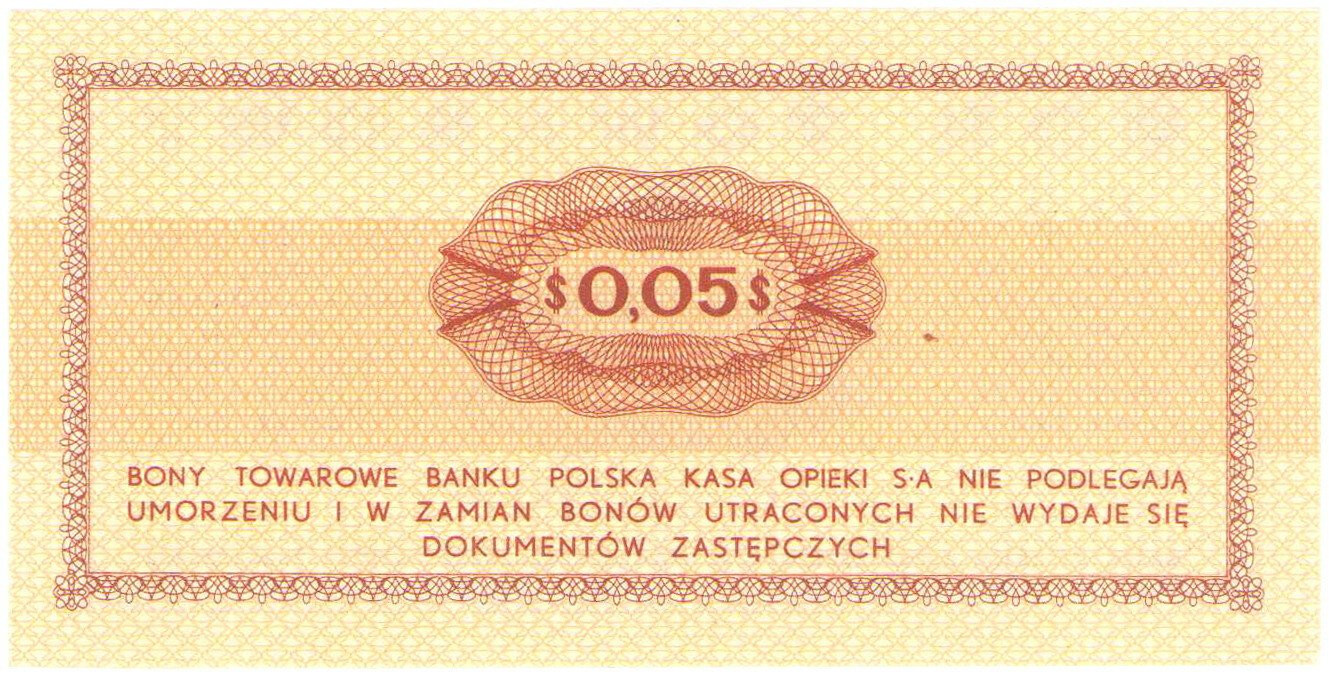 $0,05$
BONY TOWAROWE BANKU POLSKA KASA OPIEKI S·A NIE PODLEGAJĄ
UMORZENIU I W ZAMIAN BONÓW UTRACONYCH NIE WYDAJE SIĘ
DOKUMENTÓW ZASTĘPCZYCH